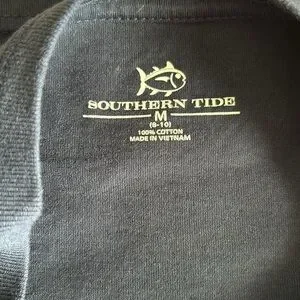 SOUTHERN TIDE
M
(8-10)
100% COTTON
MADE IN VIETNAM